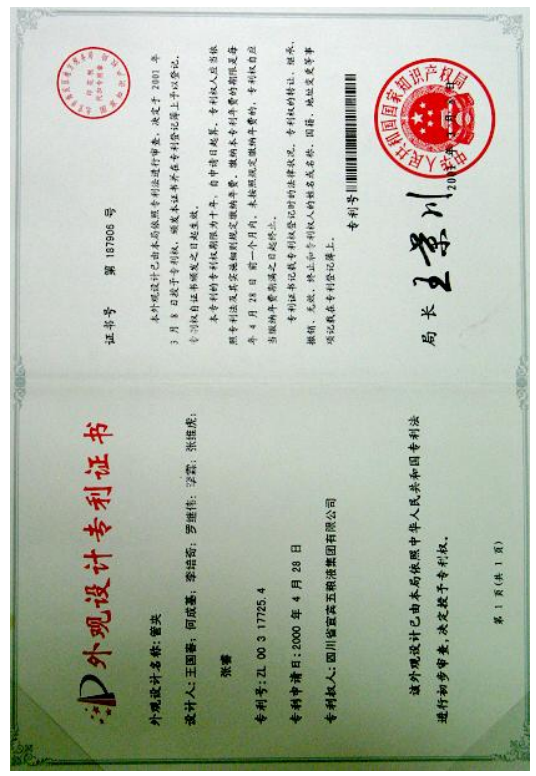 外观设计专利证书
外观设计名称:管夹
设计人:王国春;何成基;李培斋;罗继伟;李霖;张维虎;
张睿
专利号:ZL 00 3 17725.4
专利申请日:2000 年 4 月 28 日
专利权人:四川省宜宾五粮液集团有限公司
该外观设计已由本局依照中华人民共和国专利法
进行初步审查,决定授予专利权。
第 1 页(共 1 页)
证书号 第 187906 号
本外观设计已由本局依照专利法进行审查,决定于 2001 年
3 月 8 日授予专利权,颁发本证书并在专利登记簿上予以登记。
专利权自证书颁发之日起生效。
本专利的专利权期限为十年,自申请日起算。专利权人应当依
照专利法及其实施细则规定缴纳年费。缴纳本专利年费的期限是每
年 4 月 28 日前一个月内。未按照规定缴纳年费的,专利权自应
当缴纳年费期满之日起终止。
专利证书记载专利权登记时的法律状况。专利权的转让、继承、
撤销、无效、终止和专利权人的姓名或名称、国籍、地址变更等事
项记载在专利登记簿上。
专利号
局长 王景川
中华人民共和国国家知识产权局